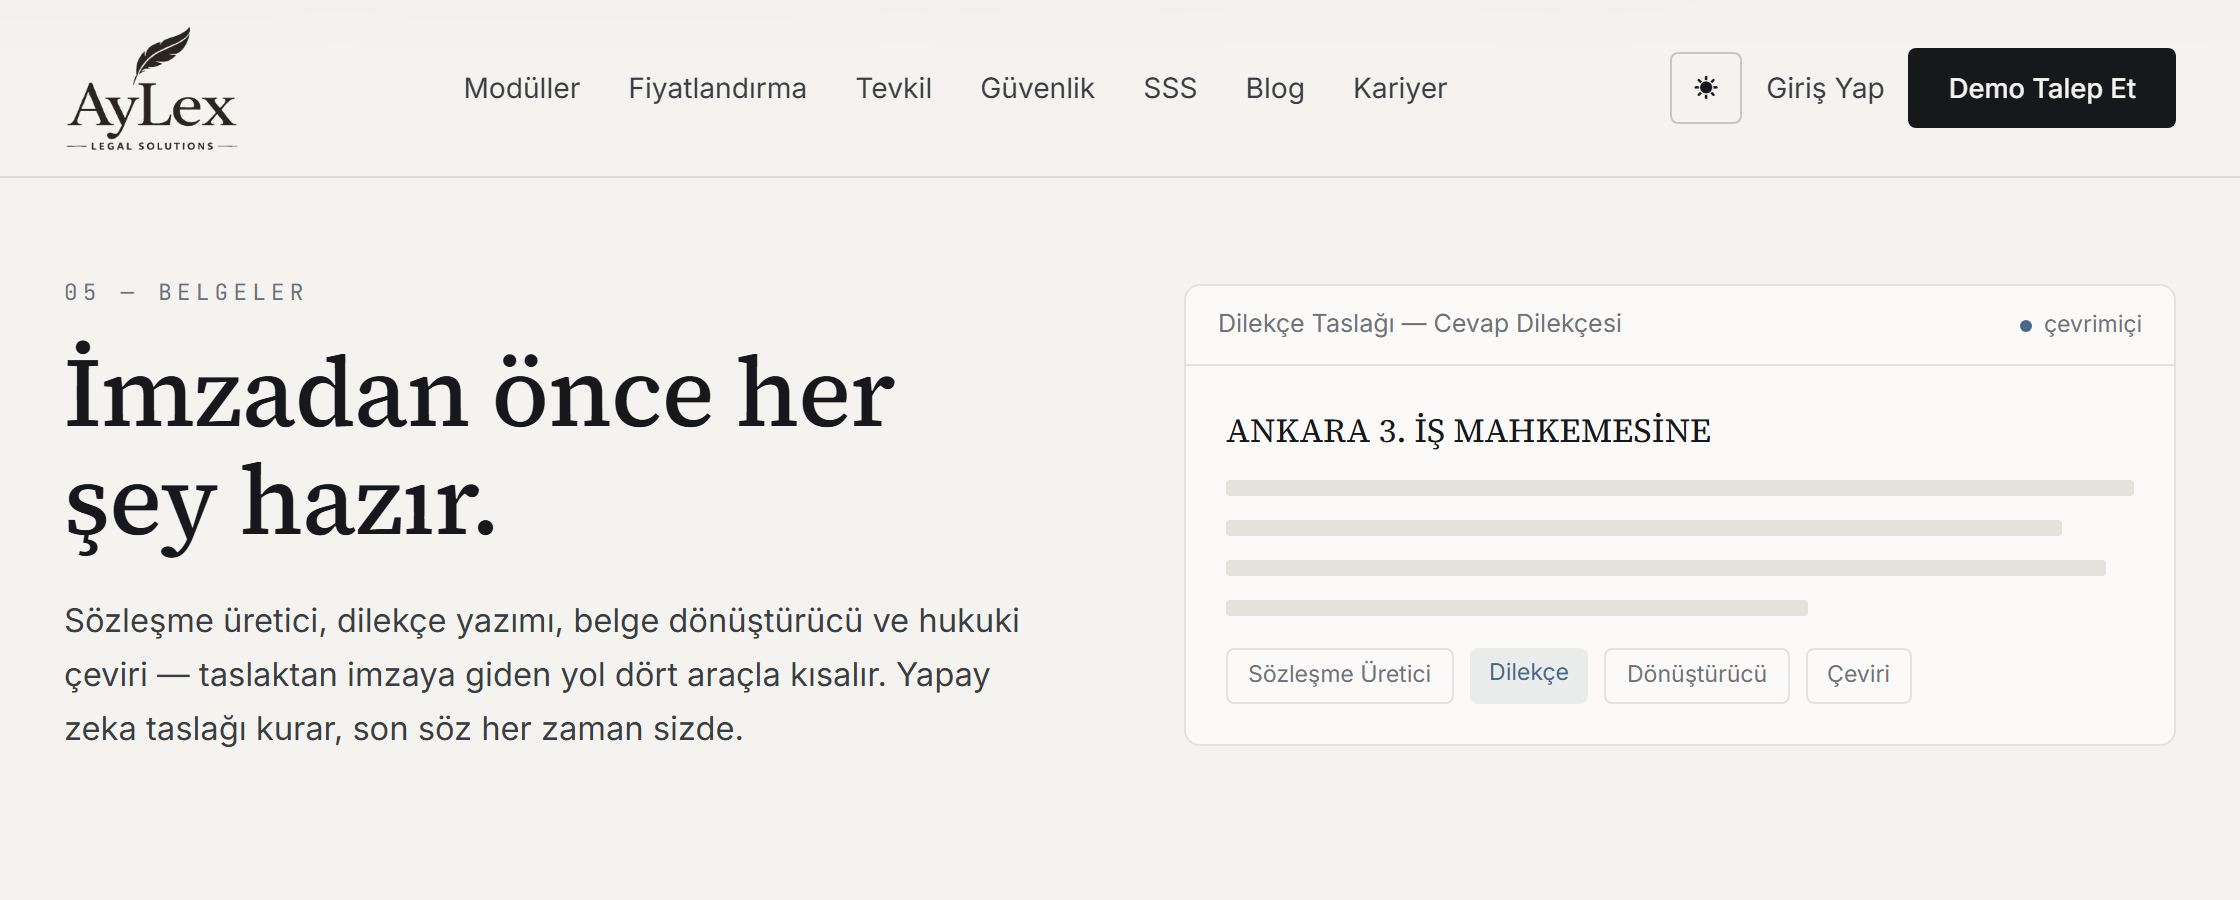 AyLex
LEGAL SOLUTIONS
Modüller Fiyatlandırma Tevkil Güvenlik SSS Blog Kariyer
Giriş Yap
Demo Talep Et
05 — BELGELER
İmzadan önce her
şey hazır.
Sözleşme üretici, dilekçe yazımı, belge dönüştürücü ve hukuki
çeviri — taslaktan imzaya giden yol dört araçla kısalır. Yapay
zeka taslağı kurar, son söz her zaman sizde.
Dilekçe Taslağı — Cevap Dilekçesi
çevrimiçi
ANKARA 3. İŞ MAHKEMESİNE
Sözleşme Üretici Dilekçe Dönüştürücü Çeviri